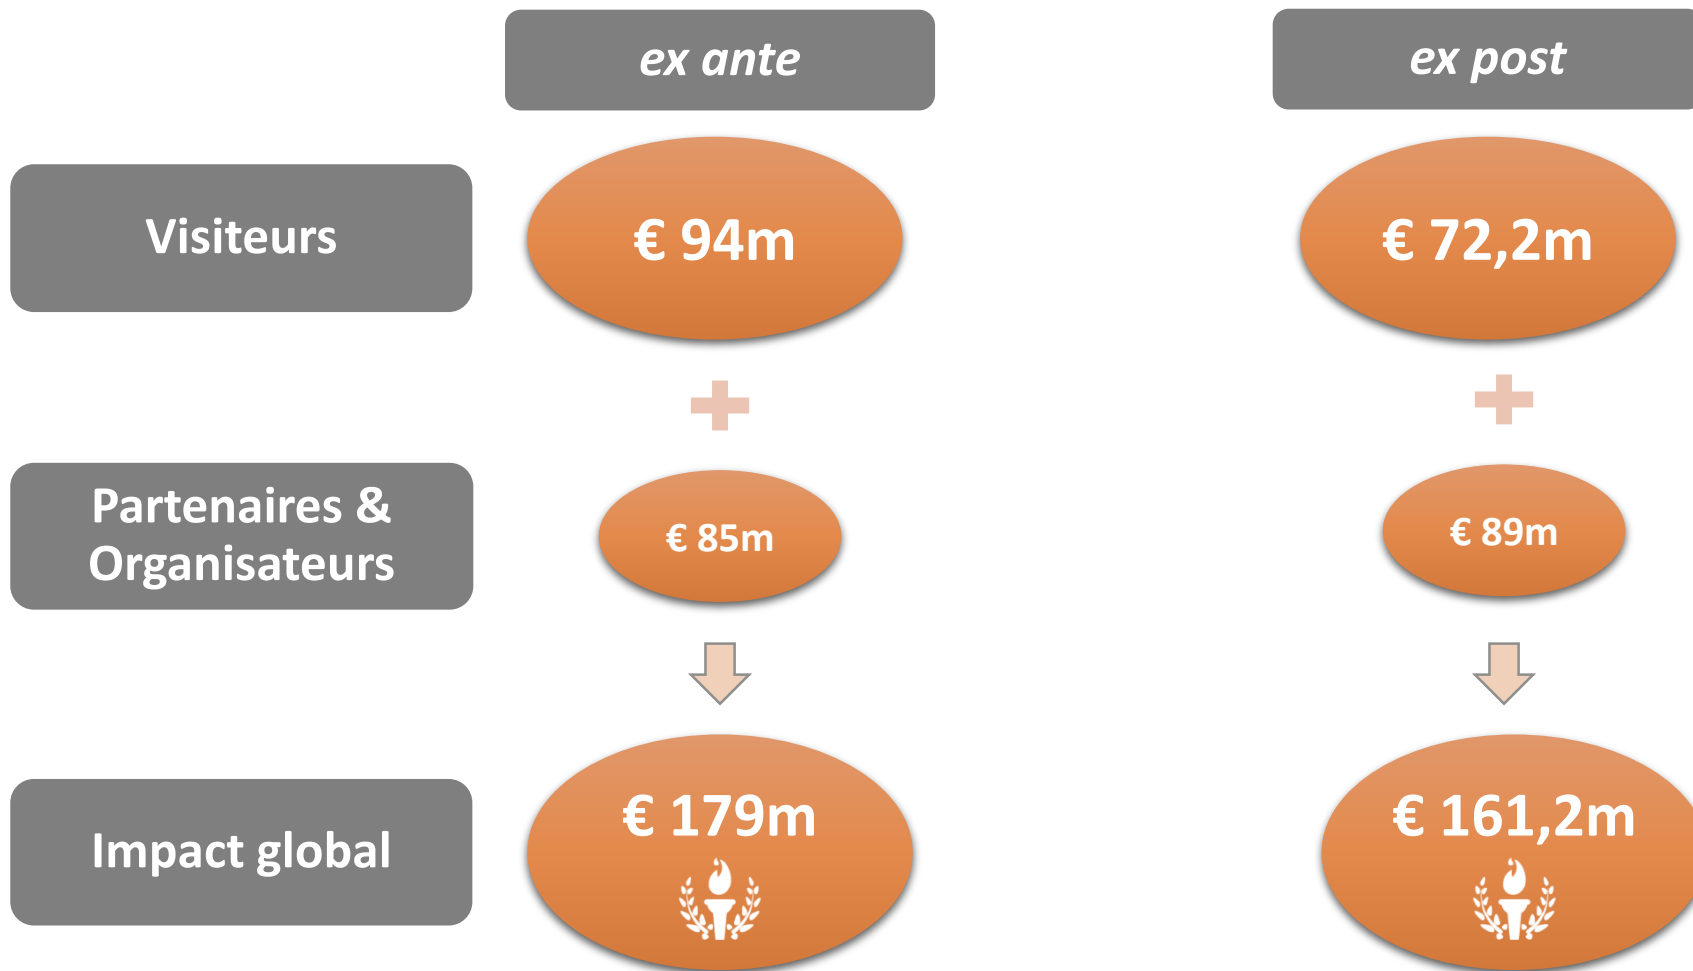 ex ante
ex post
Visiteurs
€ 94m
€ 72,2m
Partenaires &
Organisateurs
€ 85m
€ 89m
Impact global
€ 179m
€ 161,2m